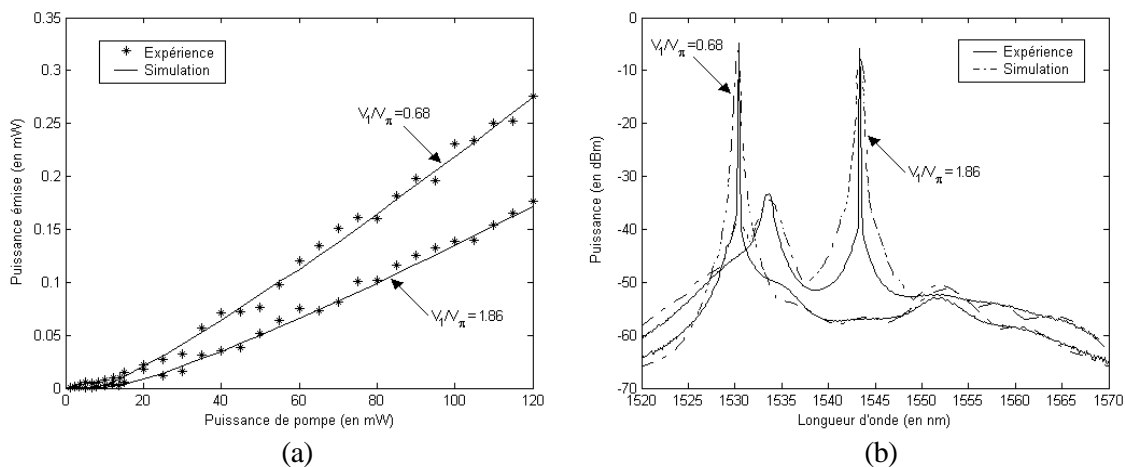 0.35
0.3
0.25
0.2
0.15
0.1
0.05
0
Puissance émise (en mW)
Expérience
Simulation
V1/Vπ=0.68
V1/Vπ=1.86
0 20 40 60 80 100 120
Puissance de pompe (en mW)
(a)
0
-10
-20
-30
-40
-50
-60
-70
Puissance (en dBm)
V1/Vπ=0.68
Expérience
Simulation
V1/Vπ=1.86
1520 1525 1530 1535 1540 1545 1550 1555 1560 1565 1570
Longueur d'onde (en nm)
(b)